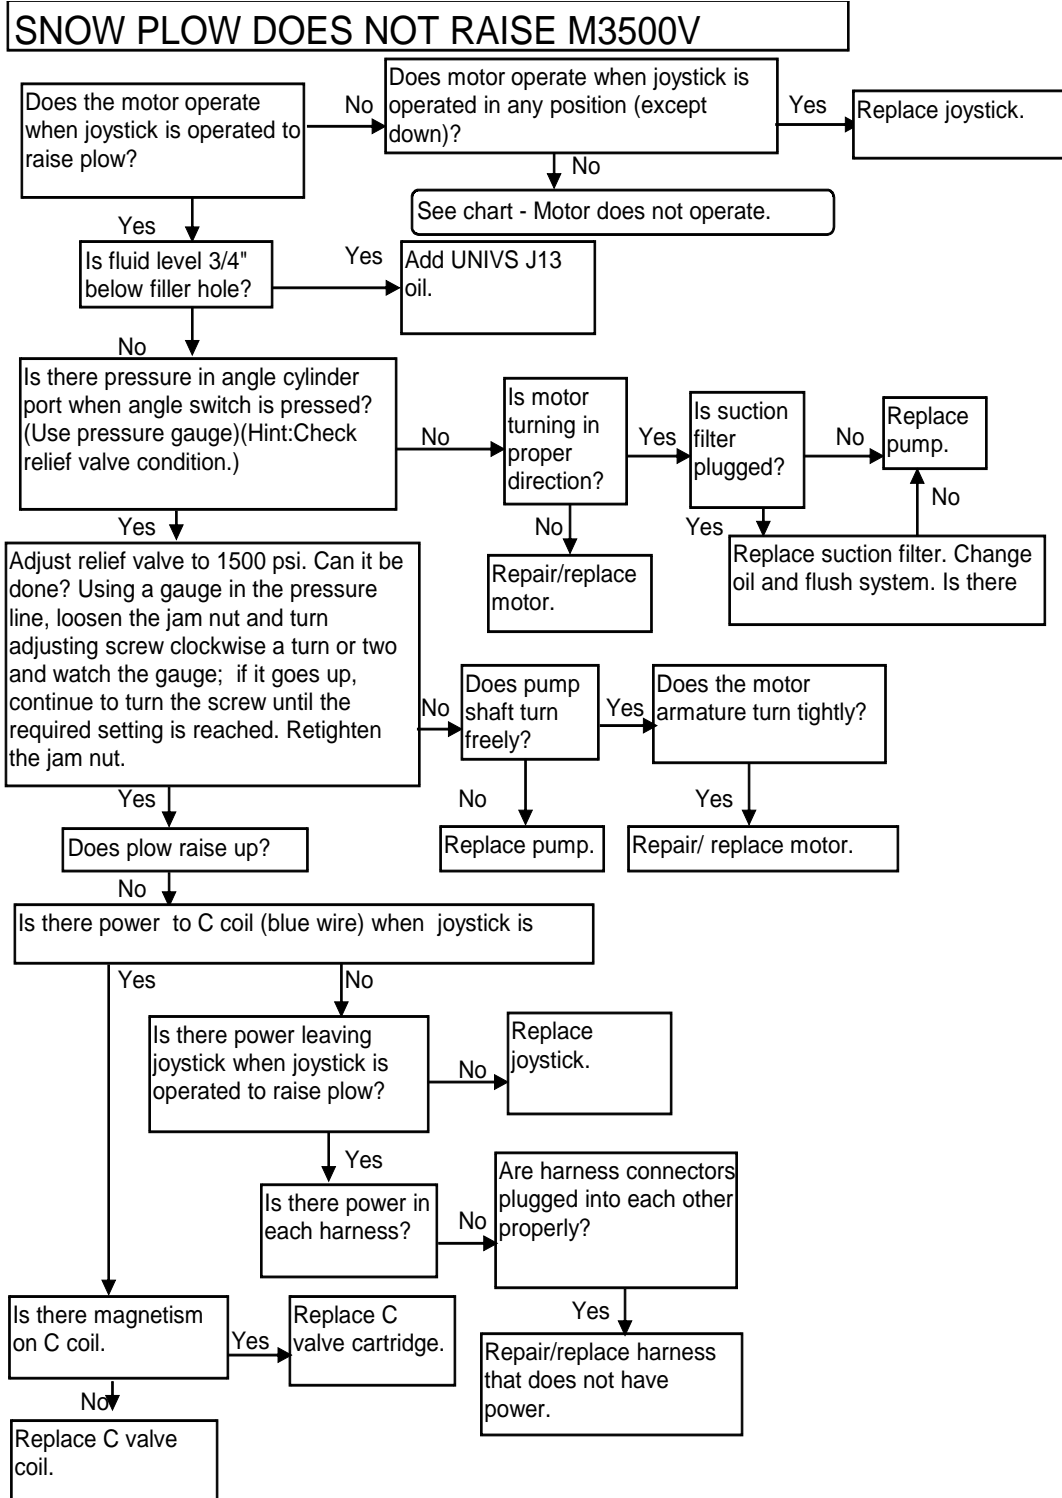 SNOW PLOW DOES NOT RAISE M3500V
Does the motor operate
when joystick is operated to
raise plow?
No
Does motor operate when joystick is
operated in any position (except
down)?
Yes
Replace joystick.
No
See chart - Motor does not operate.
Yes
Is fluid level 3/4"
below filler hole?
Yes
Add UNIVS J13
oil.
No
Is there pressure in angle cylinder
port when angle switch is pressed?
(Use pressure gauge)(Hint:Check
relief valve condition.)
No
Is motor
turning in
proper
direction?
Yes
Is suction
filter
plugged?
No
Replace
pump.
No
No
Repair/replace
motor.
Yes
Replace suction filter. Change
oil and flush system. Is there
Yes
Adjust relief valve to 1500 psi. Can it be
done? Using a gauge in the pressure
line, loosen the jam nut and turn
adjusting screw clockwise a turn or two
and watch the gauge;  if it goes up,
continue to turn the screw until the
required setting is reached. Retighten
the jam nut.
No
Does pump
shaft turn
freely?
Yes
Does the motor
armature turn tightly?
No
Replace pump.
Yes
Repair/ replace motor.
Yes
Does plow raise up?
No
Is there power  to C coil (blue wire) when  joystick is
Yes
No
Is there power leaving
joystick when joystick is
operated to raise plow?
No
Replace
joystick.
Yes
Is there power in
each harness?
No
Are harness connectors
plugged into each other
properly?
Yes
Repair/replace harness
that does not have
power.
Is there magnetism
on C coil.
Yes
Replace C
valve cartridge.
No
Replace C valve
coil.